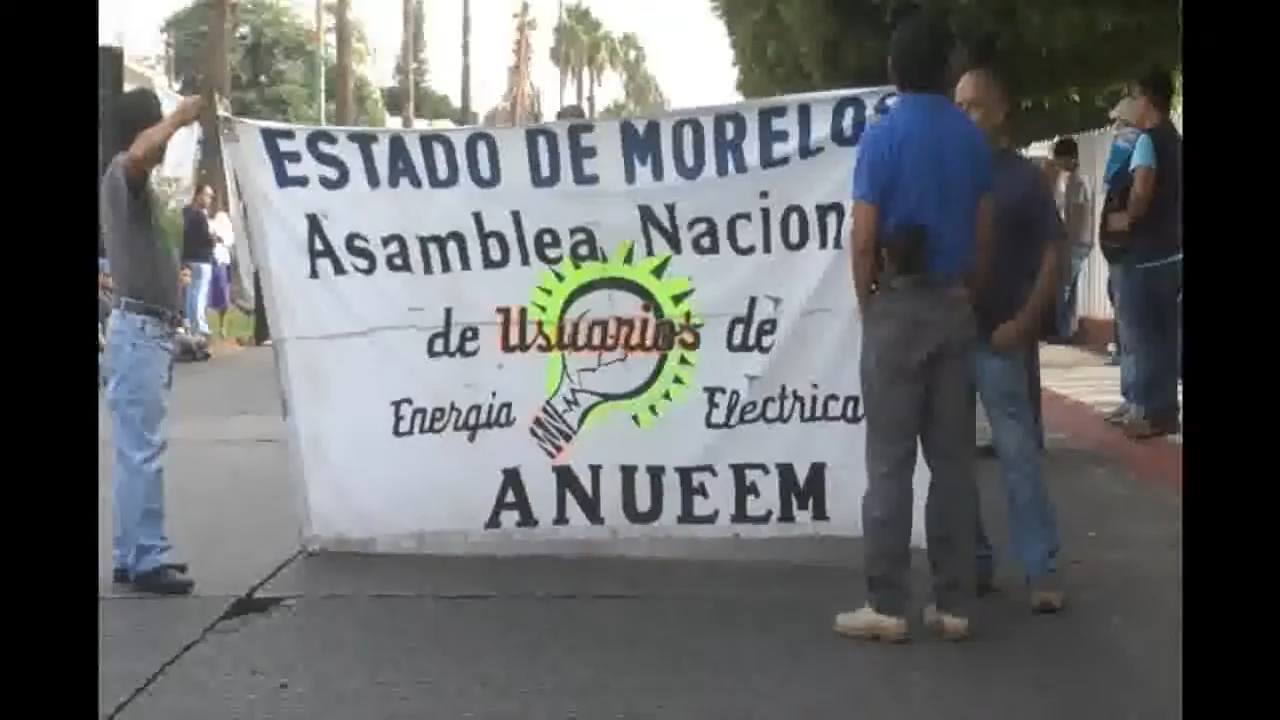 ESTADO DE MORELOS
Asamblea Nacion
de Usuarios de
Energia Electrica
ANUEEM